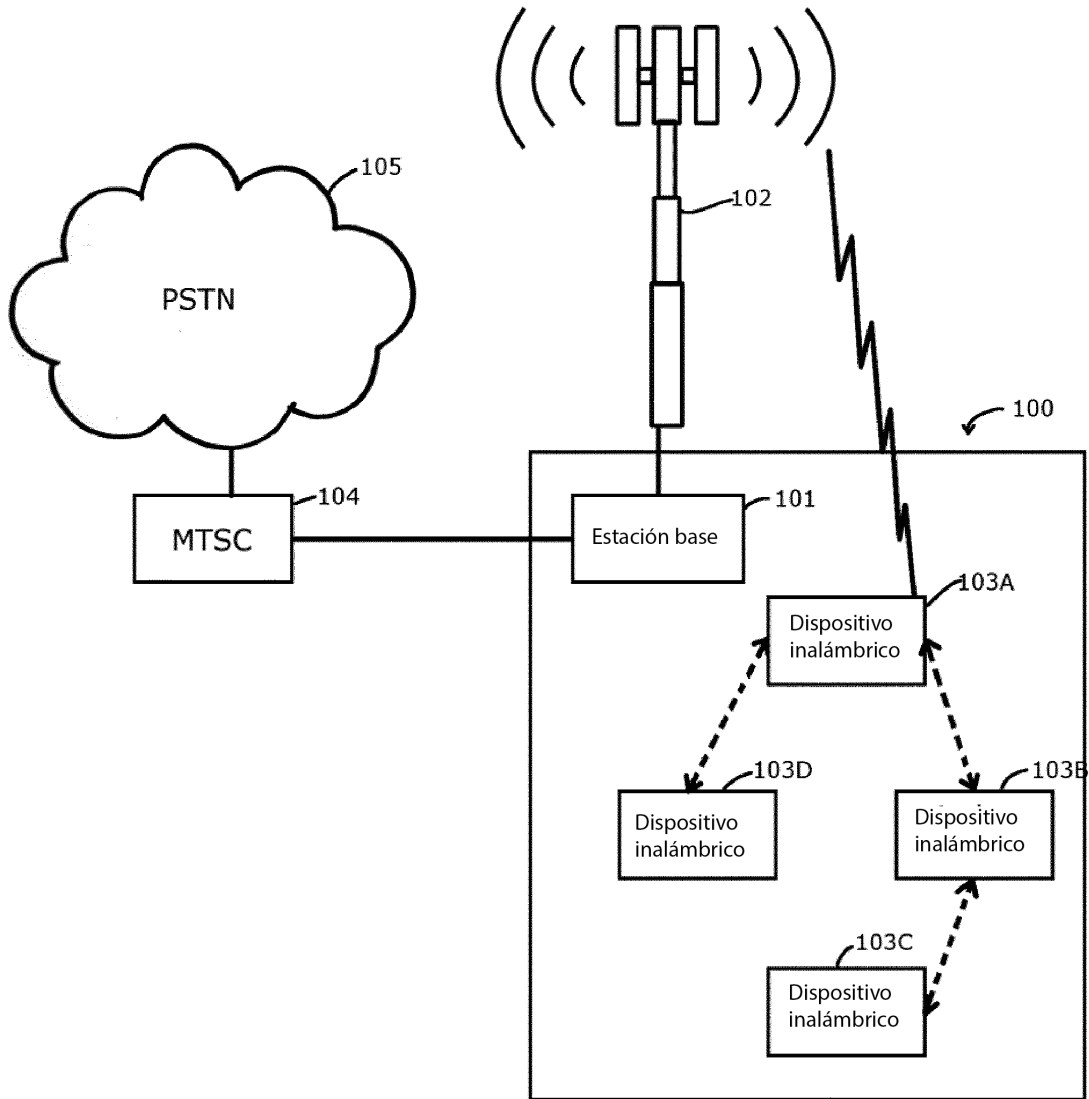 105
102
PSTN
100
104
MTSC
101
Estación base
103A
Dispositivo
inalámbrico
103D
Dispositivo
inalámbrico
103B
Dispositivo
inalámbrico
103C
Dispositivo
inalámbrico